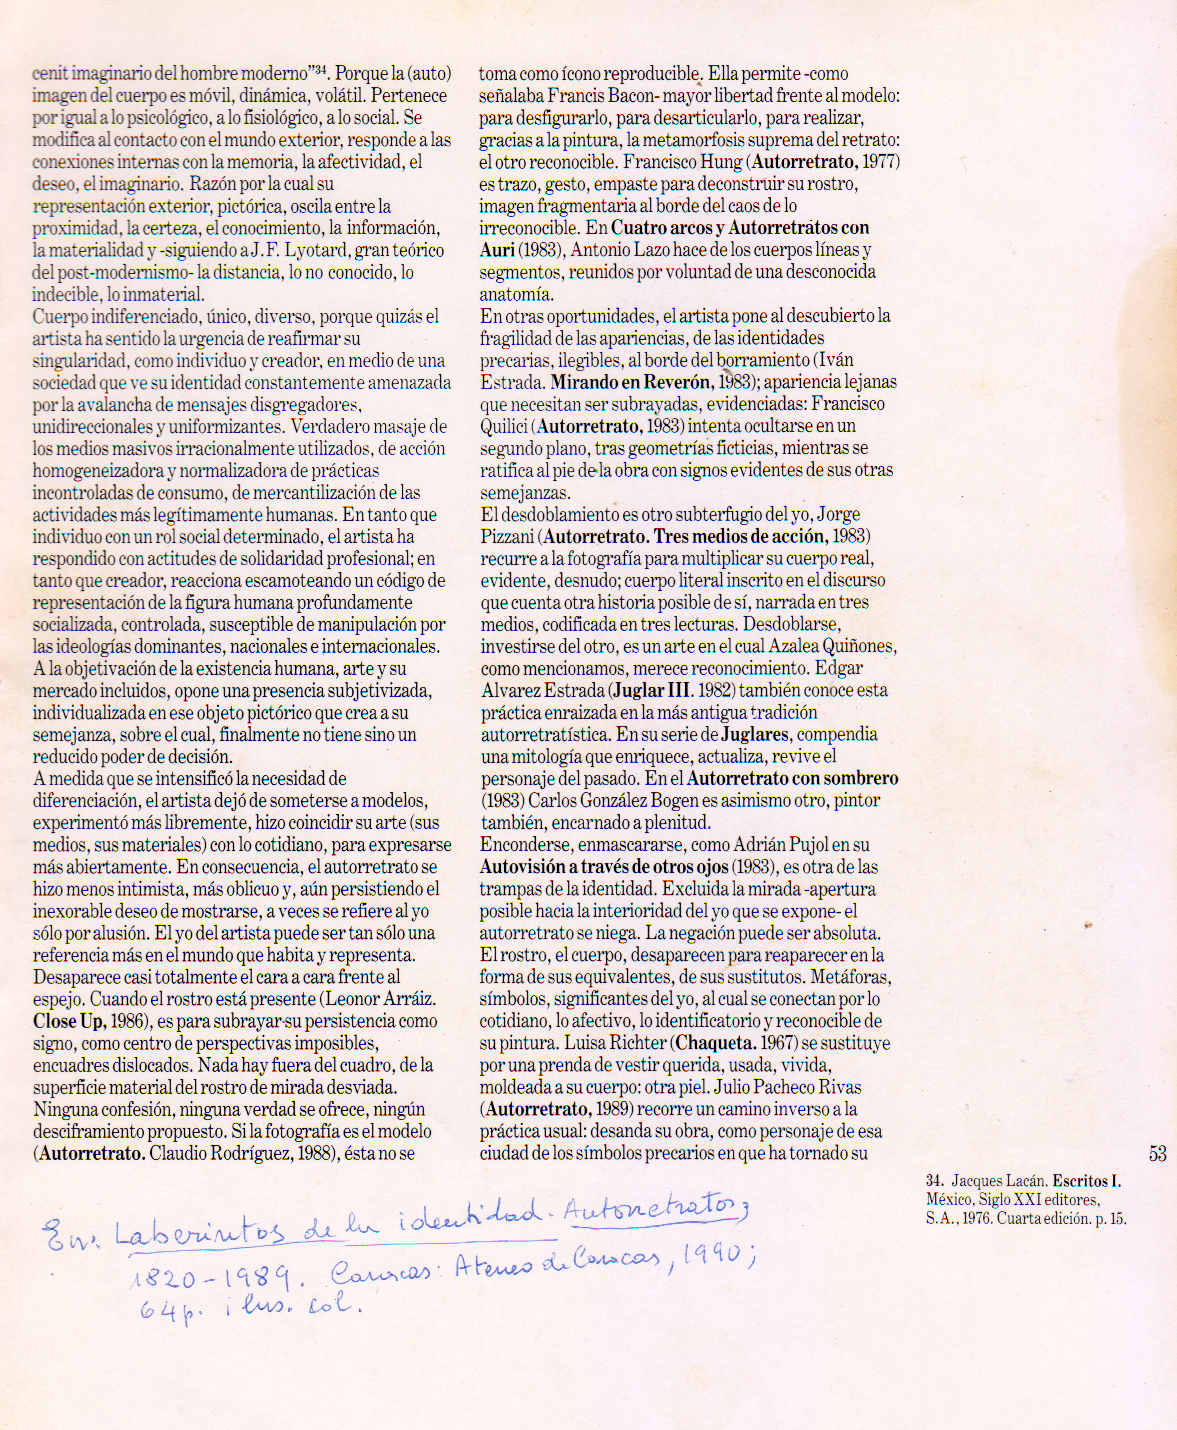 cenit imaginario del hombre moderno”³⁴. Porque la (auto)
imagen del cuerpo es móvil, dinámica, volátil. Pertenece
por igual a lo psicológico, a lo fisiológico, a lo social. Se
modifica al contacto con el mundo exterior, responde a las
conexiones internas con la memoria, la afectividad, el
deseo, el imaginario. Razón por la cual su
representación exterior, pictórica, oscila entre la
proximidad, la certeza, el conocimiento, la información,
la materialidad y -siguiendo a J.F. Lyotard, gran teórico
del post-modernismo- la distancia, lo no conocido, lo
indecible, lo inmaterial.
Cuerpo indiferenciado, único, diverso, porque quizás el
artista ha sentido la urgencia de reafirmar su
singularidad, como individuo y creador, en medio de una
sociedad que ve su identidad constantemente amenazada
por la avalancha de mensajes disgregadores,
unidireccionales y uniformizantes. Verdadero masaje de
los medios masivos irracionalmente utilizados, de acción
homogeneizadora y normalizadora de prácticas
incontroladas de consumo, de mercantilización de las
actividades más legítimamente humanas. En tanto que
individuo con un rol social determinado, el artista ha
respondido con actitudes de solidaridad profesional; en
tanto que creador, reacciona escamoteando un código de
representación de la figura humana profundamente
socializada, controlada, susceptible de manipulación por
las ideologías dominantes, nacionales e internacionales.
A la objetivación de la existencia humana, arte y su
mercado incluidos, opone una presencia subjetivizada,
individualizada en ese objeto pictórico que crea a su
semejanza, sobre el cual, finalmente no tiene sino un
reducido poder de decisión.
A medida que se intensificó la necesidad de
diferenciación, el artista dejó de someterse a modelos,
experimentó más libremente, hizo coincidir su arte (sus
medios, sus materiales) con lo cotidiano, para expresarse
más abiertamente. En consecuencia, el autorretrato se
hizo menos intimista, más oblicuo y, aún persistiendo el
inexorable deseo de mostrarse, a veces se refiere al yo
sólo por alusión. El yo del artista puede ser tan sólo una
referencia más en el mundo que habita y representa.
Desaparece casi totalmente el cara a cara frente al
espejo. Cuando el rostro está presente (Leonor Arráiz.
Close Up, 1986), es para subrayar su persistencia como
signo, como centro de perspectivas imposibles,
encuadres dislocados. Nada hay fuera del cuadro, de la
superficie material del rostro de mirada desviada.
Ninguna confesión, ninguna verdad se ofrece, ningún
desciframiento propuesto. Si la fotografía es el modelo
(Autorretrato. Claudio Rodríguez, 1988), ésta no se
toma como ícono reproducible. Ella permite -como
señalaba Francis Bacon- mayor libertad frente al modelo:
para desfigurarlo, para desarticularlo, para realizar,
gracias a la pintura, la metamorfosis suprema del retrato:
el otro reconocible. Francisco Hung (Autorretrato, 1977)
es trazo, gesto, empaste para deconstruir su rostro,
imagen fragmentaria al borde del caos de lo
irreconocible. En Cuatro arcos y Autorretratos con
Auri (1983), Antonio Lazo hace de los cuerpos líneas y
segmentos, reunidos por voluntad de una desconocida
anatomía.
En otras oportunidades, el artista pone al descubierto la
fragilidad de las apariencias, de las identidades
precarias, ilegibles, al borde del borramiento (Iván
Estrada. Mirando en Reverón, 1983); apariencia lejanas
que necesitan ser subrayadas, evidenciadas: Francisco
Quilici (Autorretrato, 1983) intenta ocultarse en un
segundo plano, tras geometrías ficticias, mientras se
ratifica al pie de la obra con signos evidentes de sus otras
semejanzas.
El desdoblamiento es otro subterfugio del yo, Jorge
Pizzani (Autorretrato. Tres medios de acción, 1983)
recurre a la fotografía para multiplicar su cuerpo real,
evidente, desnudo; cuerpo literal inscrito en el discurso
que cuenta otra historia posible de sí, narrada en tres
medios, codificada en tres lecturas. Desdoblarse,
investirse del otro, es un arte en el cual Azalea Quiñones,
como mencionamos, merece reconocimiento. Edgar
Alvarez Estrada (Juglar III. 1982) también conoce esta
práctica enraizada en la más antigua tradición
autorretratística. En su serie de Juglares, compendia
una mitología que enriquece, actualiza, revive el
personaje del pasado. En el Autorretrato con sombrero
(1983) Carlos González Bogen es asimismo otro, pintor
también, encarnado a plenitud.
Enconderse, enmascararse, como Adrián Pujol en su
Autovisión a través de otros ojos (1983), es otra de las
trampas de la identidad. Excluida la mirada -apertura
posible hacia la interioridad del yo que se expone- el
autorretrato se niega. La negación puede ser absoluta.
El rostro, el cuerpo, desaparecen para reaparecer en la
forma de sus equivalentes, de sus sustitutos. Metáforas,
símbolos, significantes del yo, al cual se conectan por lo
cotidiano, lo afectivo, lo identificatorio y reconocible de
su pintura. Luisa Richter (Chaqueta. 1967) se sustituye
por una prenda de vestir querida, usada, vivida,
moldeada a su cuerpo: otra piel. Julio Pacheco Rivas
(Autorretrato, 1989) recorre un camino inverso a la
práctica usual: desanda su obra, como personaje de esa
ciudad de los símbolos precarios en que ha tornado su
53
34. Jacques Lacán. Escritos I.
México, Siglo XXI editores,
S.A., 1976. Cuarta edición. p. 15.
En: Laberintos de la identidad. Autorretratos;
1820-1989. Caracas: Ateneo de Caracas, 1990;
64p. ilus. col.